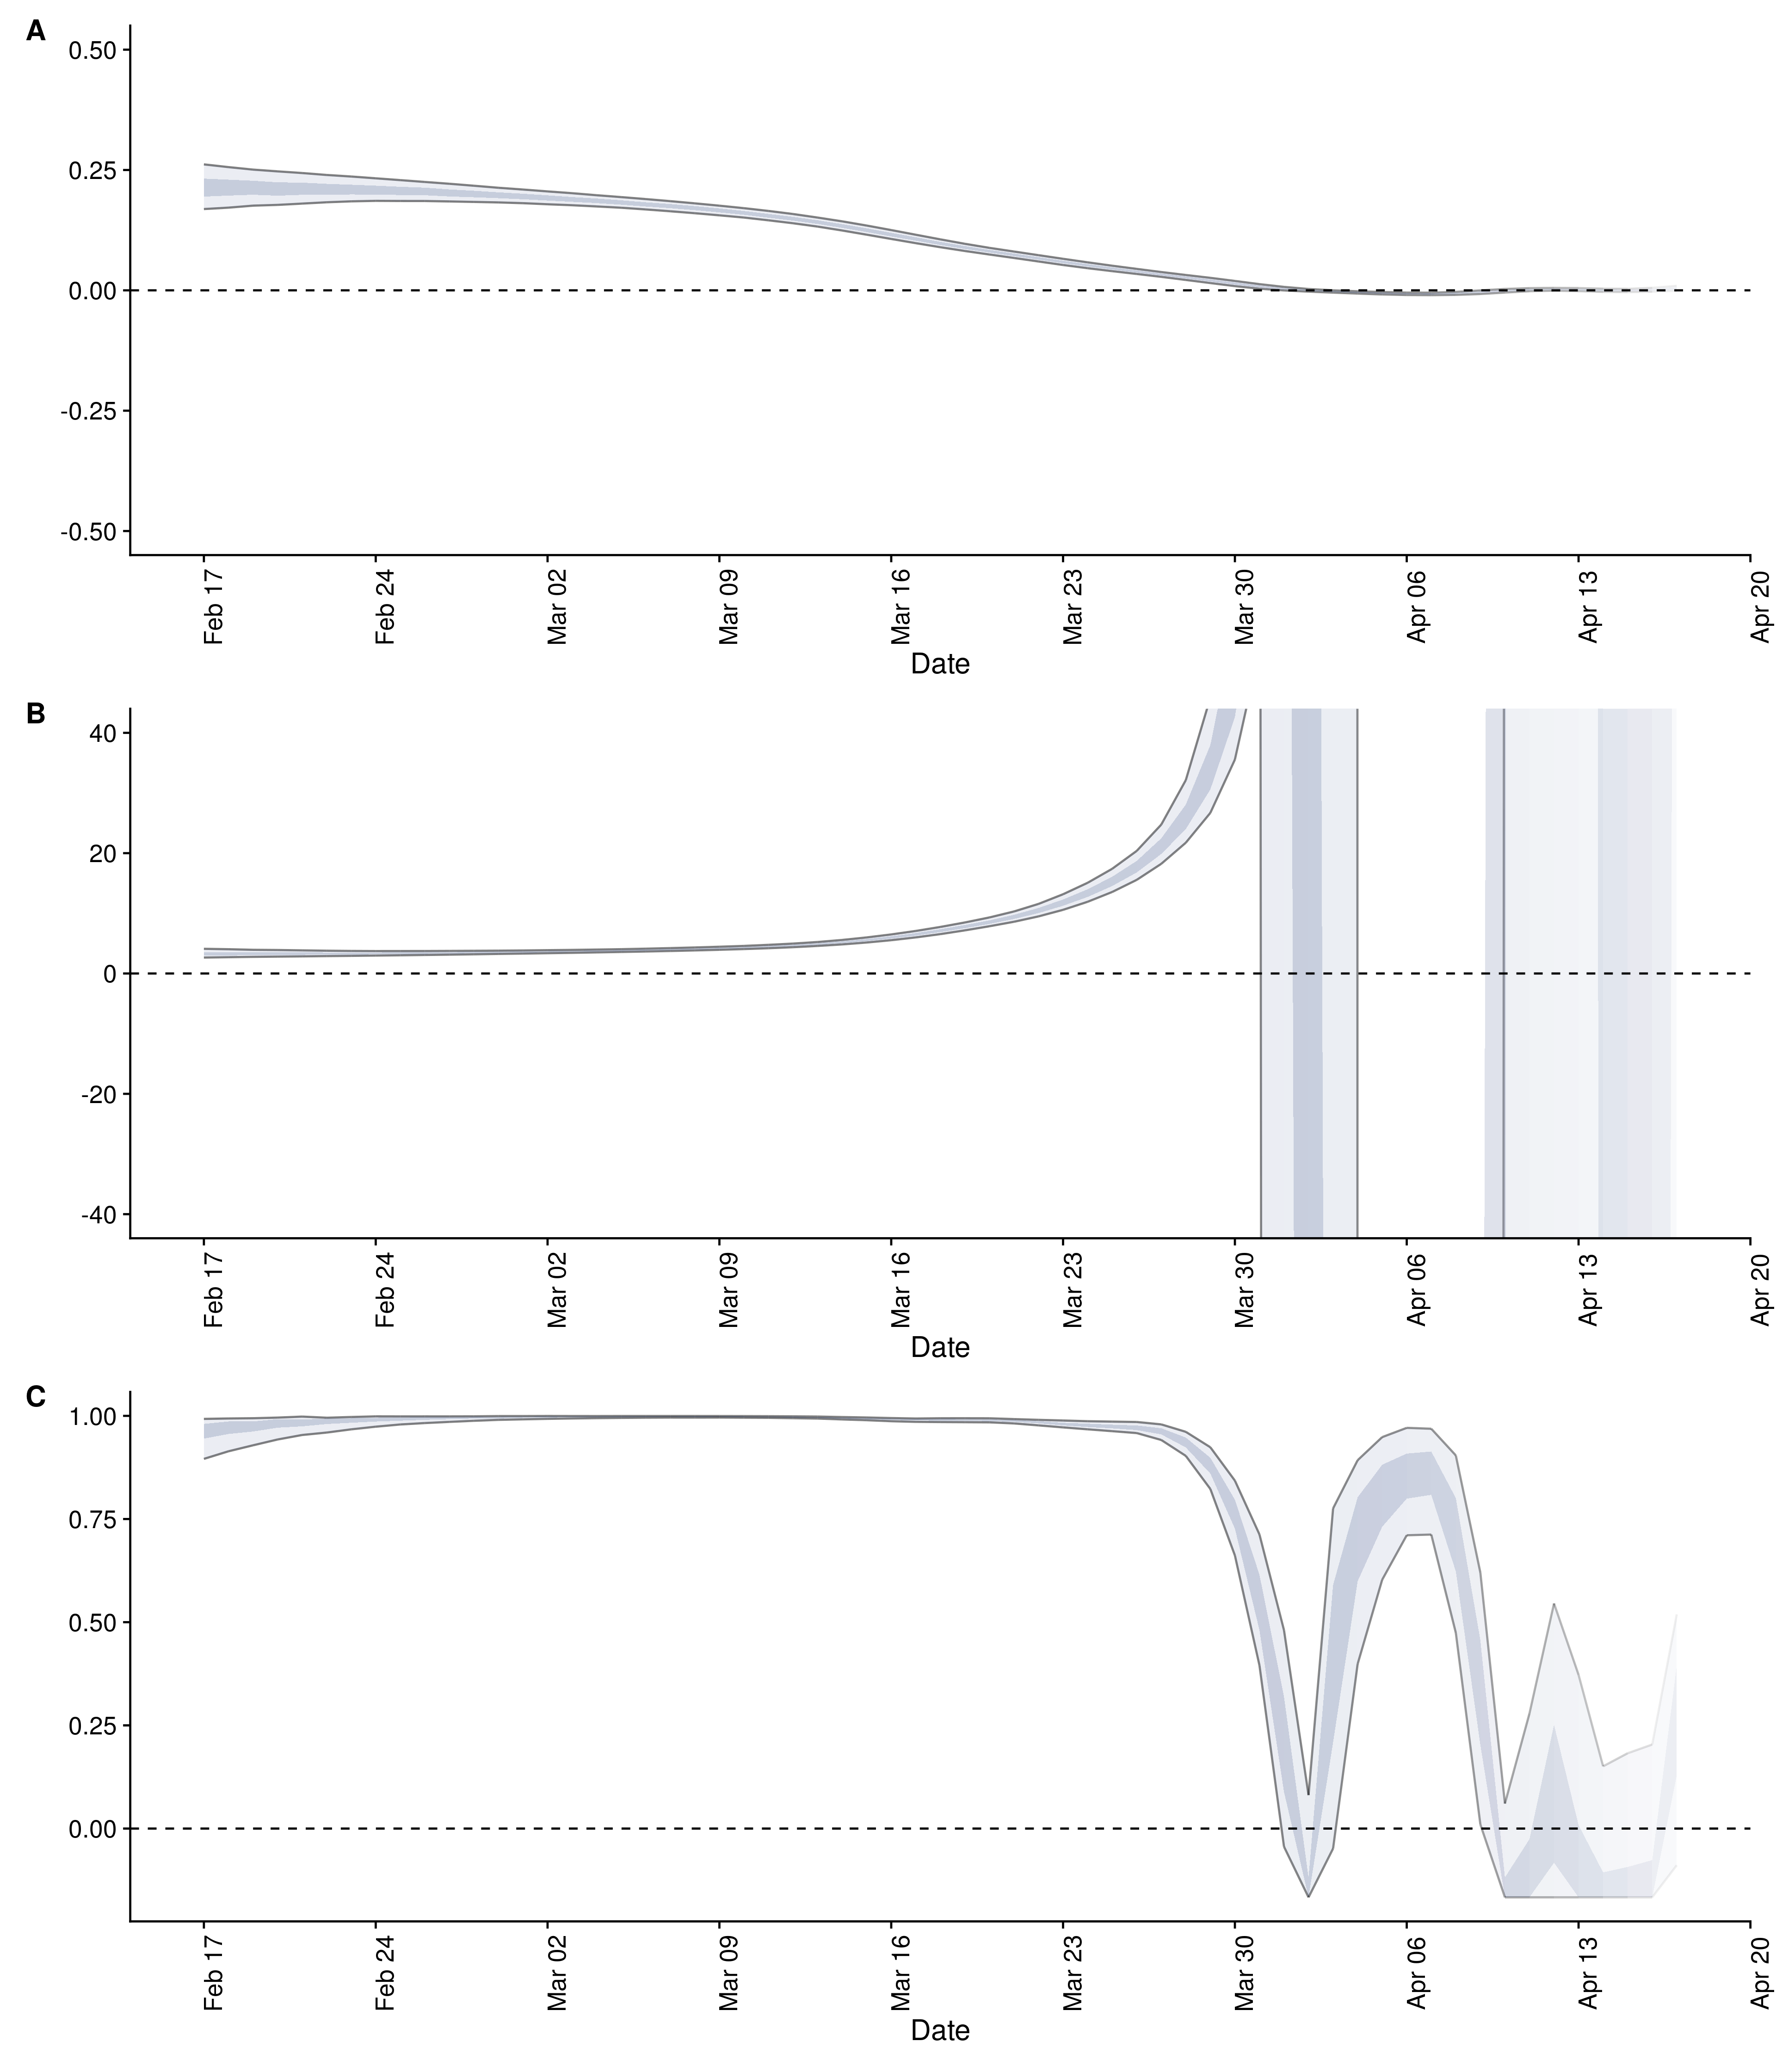 A
0.50
0.25
0.00
-0.25
-0.50
Feb 17
Feb 24
Mar 02
Mar 09
Mar 16
Mar 23
Mar 30
Apr 06
Apr 13
Apr 20
Date
B
40
20
0
-20
-40
Feb 17
Feb 24
Mar 02
Mar 09
Mar 16
Mar 23
Mar 30
Apr 06
Apr 13
Apr 20
Date
C
1.00
0.75
0.50
0.25
0.00
Feb 17
Feb 24
Mar 02
Mar 09
Mar 16
Mar 23
Mar 30
Apr 06
Apr 13
Apr 20
Date